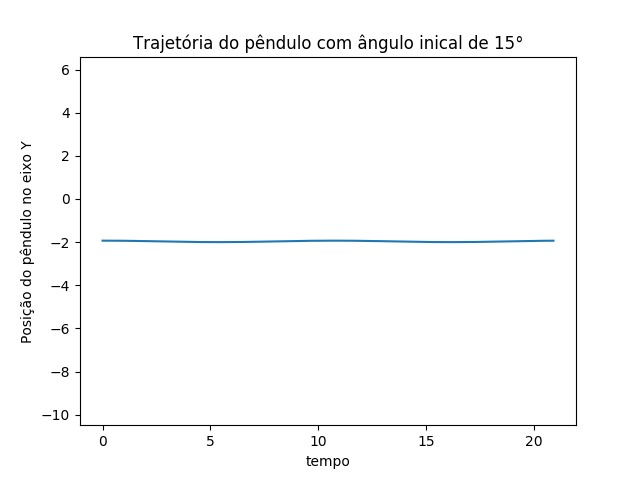 Trajetória do pêndulo com ângulo inical de 15°
6
4
2
0
−2
−4
−6
−8
−10
Posição do pêndulo no eixo Y
0 5 10 15 20
tempo